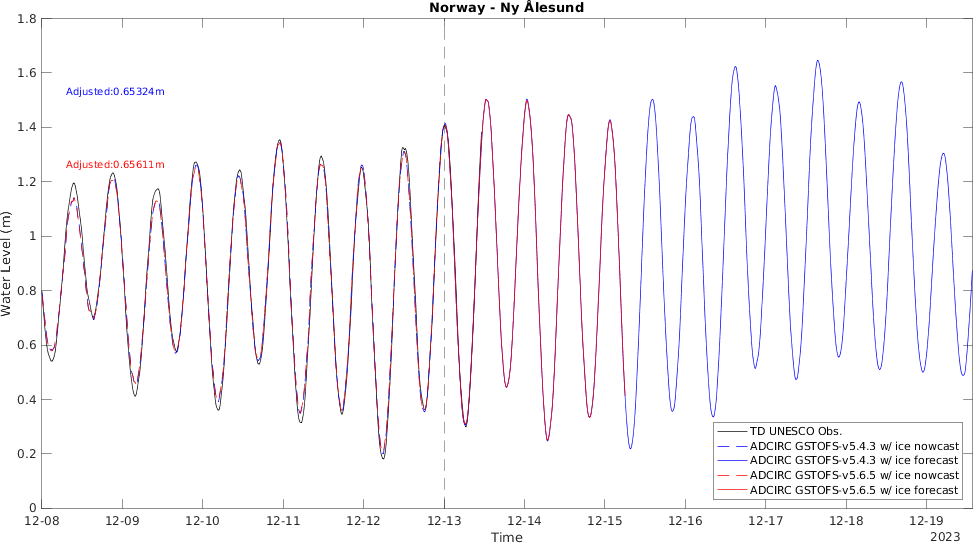 Norway - Ny Ålesund
1.8
1.6
1.4
1.2
1
0.8
0.6
0.4
0.2
0
Water Level (m)
Adjusted:0.65324m
Adjusted:0.65611m
TD UNESCO Obs.
ADCIRC GSTOFS-v5.4.3 w/ ice nowcast
ADCIRC GSTOFS-v5.4.3 w/ ice forecast
ADCIRC GSTOFS-v5.6.5 w/ ice nowcast
ADCIRC GSTOFS-v5.6.5 w/ ice forecast
12-08 12-09 12-10 12-11 12-12 12-13 12-14 12-15 12-16 12-17 12-18 12-19
Time
2023